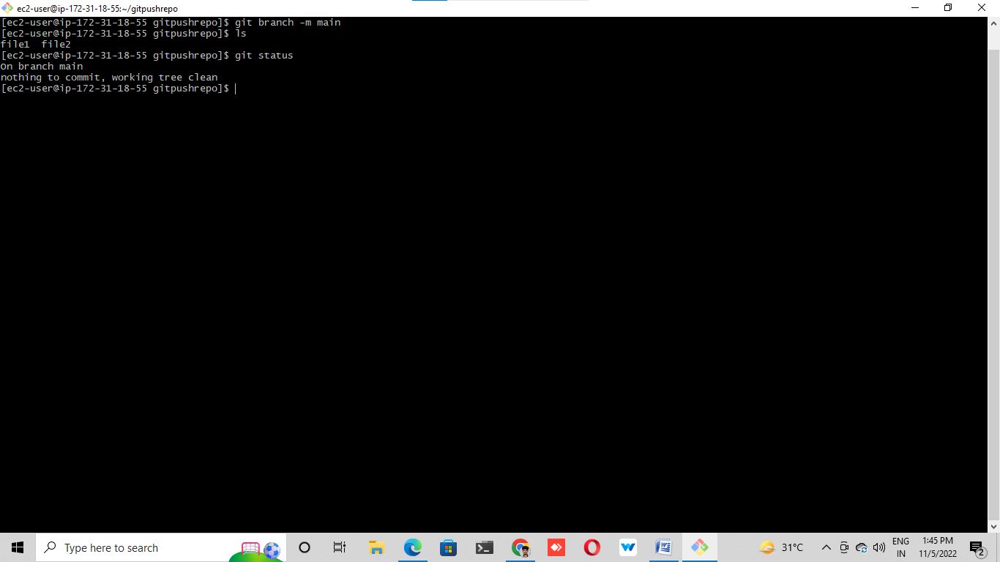 ec2-user@ip-172-31-18-55:~/gitpushrepo
[ec2-user@ip-172-31-18-55 gitpushrepo]$ git branch -m main
[ec2-user@ip-172-31-18-55 gitpushrepo]$ ls
file1  file2
[ec2-user@ip-172-31-18-55 gitpushrepo]$ git status
On branch main
nothing to commit, working tree clean
[ec2-user@ip-172-31-18-55 gitpushrepo]$
Type here to search
31°C
ENG
IN
1:45 PM
11/5/2022
2